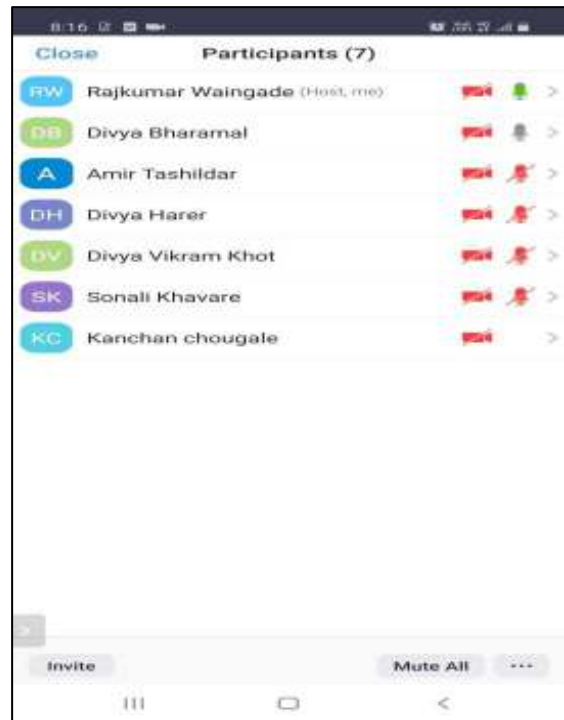 8:16
Close Participants (7)
RW Rajkumar Waingade (Host, me)
DB Divya Bharamal
A Amir Tashildar
DH Divya Harer
DV Divya Vikram Khot
SK Sonali Khavare
KC Kanchan chougale
Invite Mute All ...